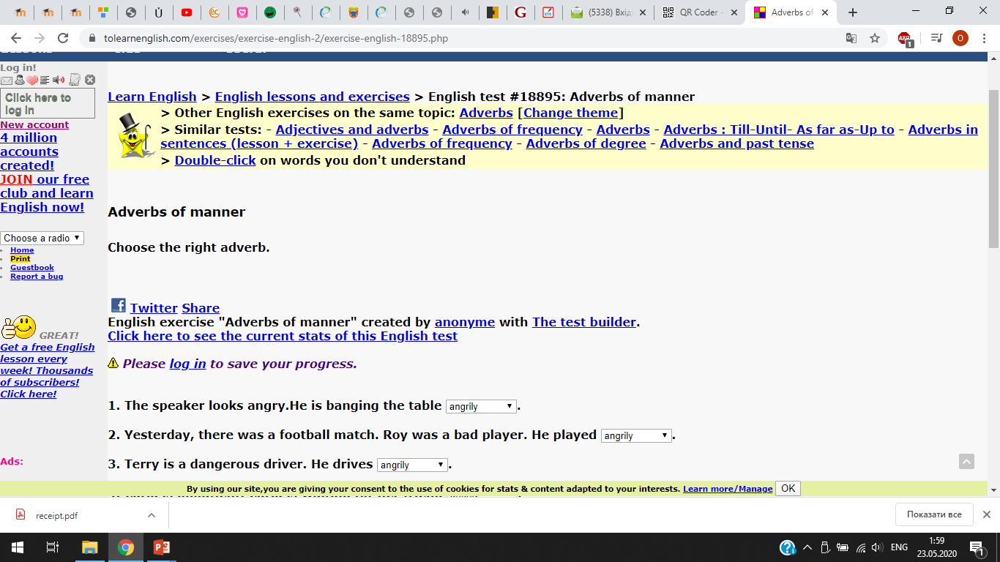 (5338) Вхід
QR Coder -
Adverbs of
tolearnenglish.com/exercises/exercise-english-2/exercise-english-18895.php
Log in!
Click here to
log in
New account
4 million
accounts
created!
JOIN our free
club and learn
English now!
Choose a radio
Home
Print
Guestbook
Report a bug
GREAT!
Get a free English
lesson every
week! Thousands
of subscribers!
Click here!
Ads:
Learn English > English lessons and exercises > English test #18895: Adverbs of manner
> Other English exercises on the same topic: Adverbs [Change theme]
> Similar tests: - Adjectives and adverbs - Adverbs of frequency - Adverbs - Adverbs : Till-Until- As far as-Up to - Adverbs in
sentences (lesson + exercise) - Adverbs of frequency - Adverbs of degree - Adverbs and past tense
> Double-click on words you don't understand
Adverbs of manner
Choose the right adverb.
Twitter Share
English exercise "Adverbs of manner" created by anonyme with The test builder.
Click here to see the current stats of this English test
Please log in to save your progress.
1. The speaker looks angry.He is banging the table angrily.
2. Yesterday, there was a football match. Roy was a bad player. He played angrily.
3. Terry is a dangerous driver. He drives angrily.
By using our site,you are giving your consent to the use of cookies for stats & content adapted to your interests. Learn more/Manage OK
receipt.pdf
Показати все
ENG
1:59
23.05.2020